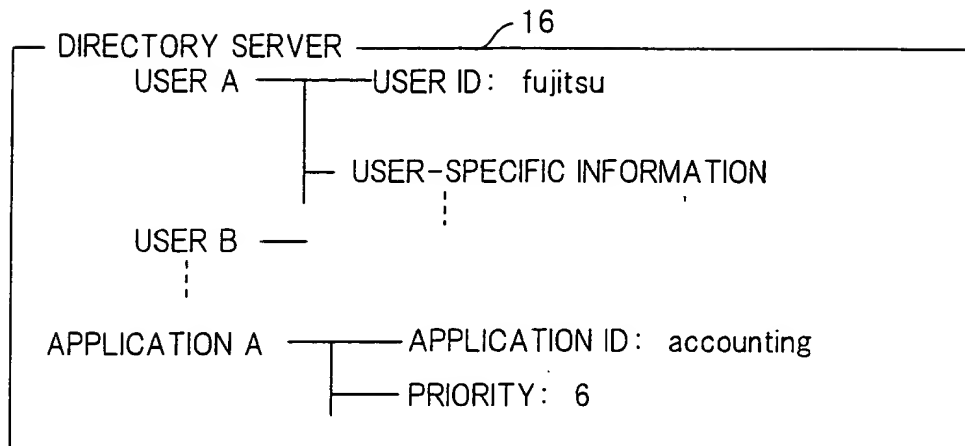 16
DIRECTORY SERVER
USER A USER ID: fujitsu
USER-SPECIFIC INFORMATION
USER B
APPLICATION A APPLICATION ID: accounting
PRIORITY: 6